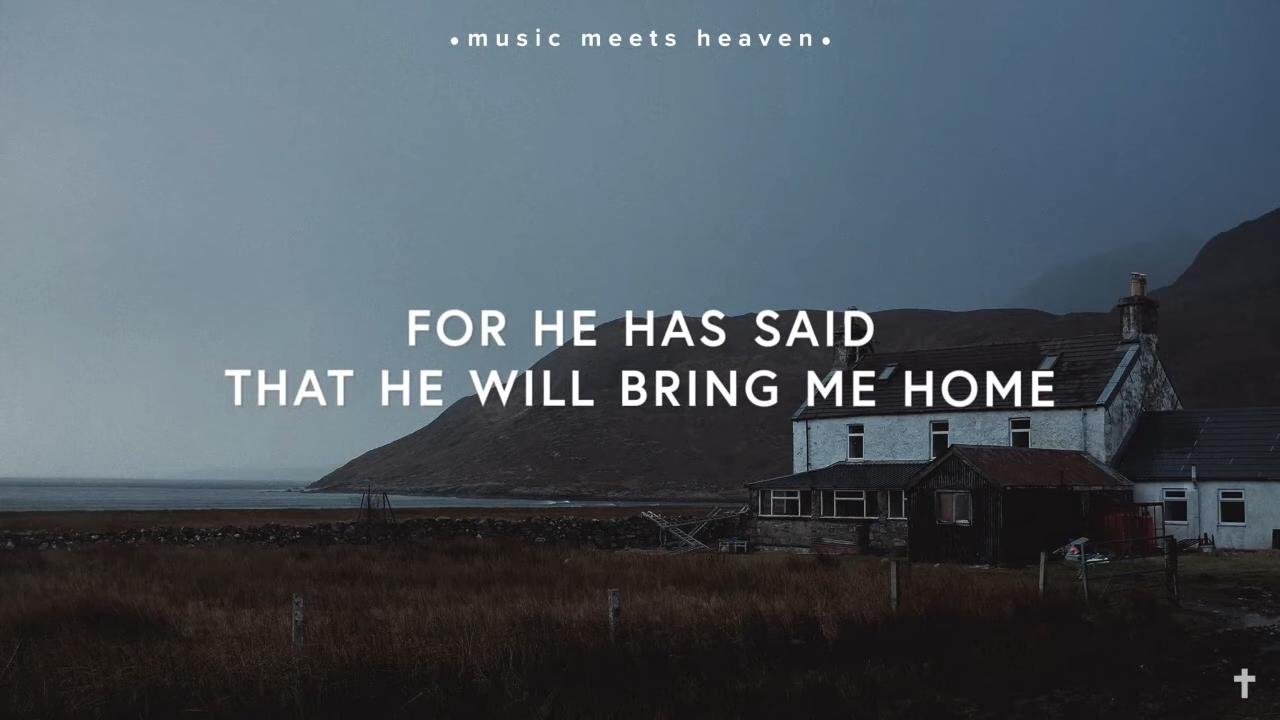 •music meets heaven•
FOR HE HAS SAID
THAT HE WILL BRING ME HOME